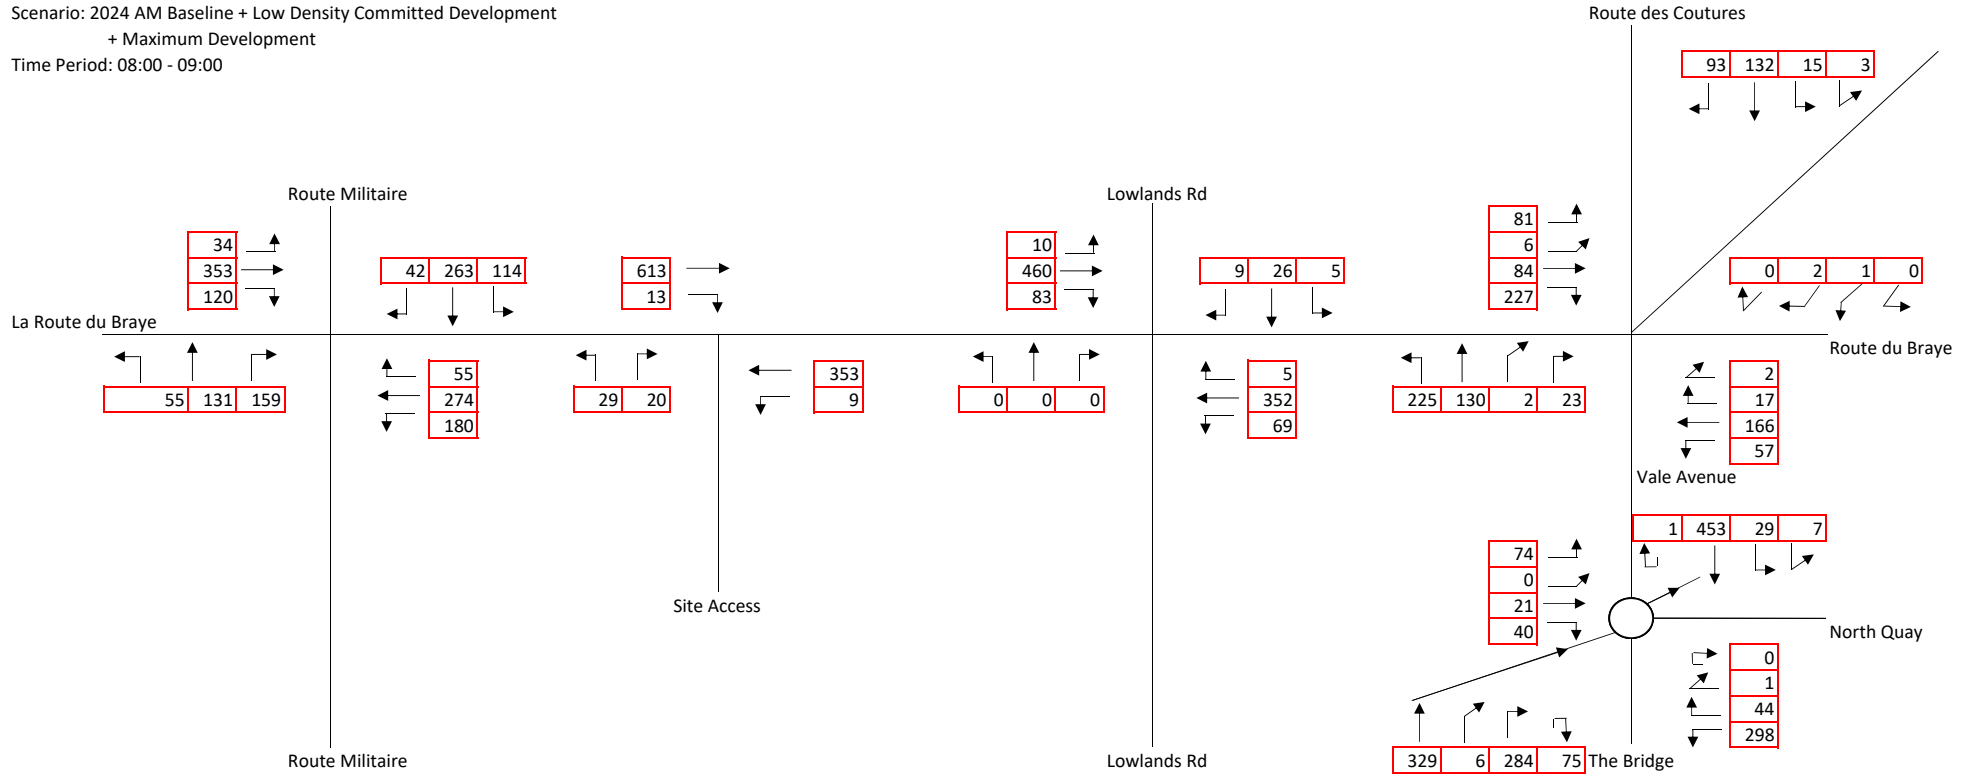 Scenario: 2024 AM Baseline + Low Density Committed Development
+ Maximum Development
Time Period: 08:00 - 09:00
Route des Coutures
93 132 15 3
Route Militaire
Lowlands Rd
34
353
120
42 263 114
613
13
10
460
83
9 26 5
81
6
84
227
0 2 1 0
La Route du Braye
Route du Braye
55 131 159
55
274
180
29 20
353
9
0 0 0
5
352
69
225 130 2 23
2
17
166
57
Vale Avenue
1 453 29 7
74
0
21
40
Site Access
North Quay
0
1
44
298
Route Militaire
Lowlands Rd
329 6 284 75
The Bridge